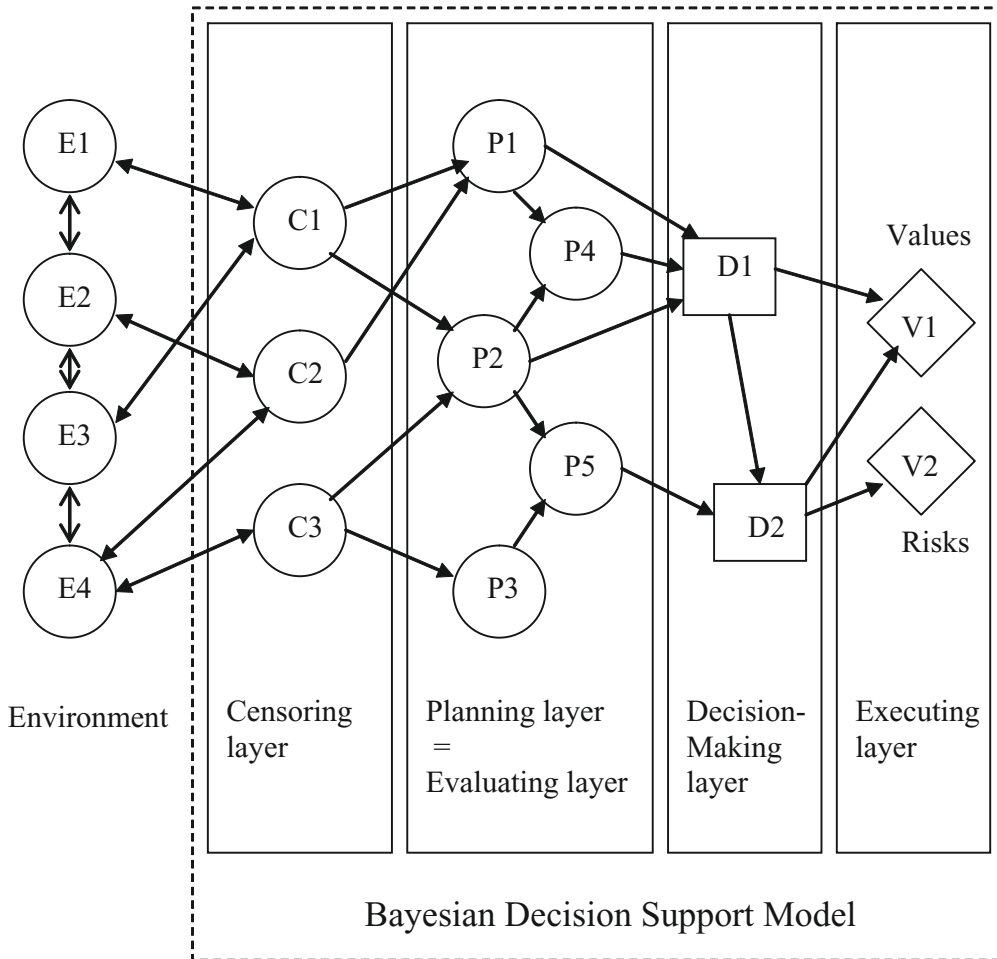 E1
E2
E3
E4
Environment
C1
C2
C3
Censoring
layer
P1
P4
P2
P5
P3
Planning layer
=
Evaluating layer
D1
D2
Decision-
Making
layer
Values
V1
V2
Risks
Executing
layer
Bayesian Decision Support Model